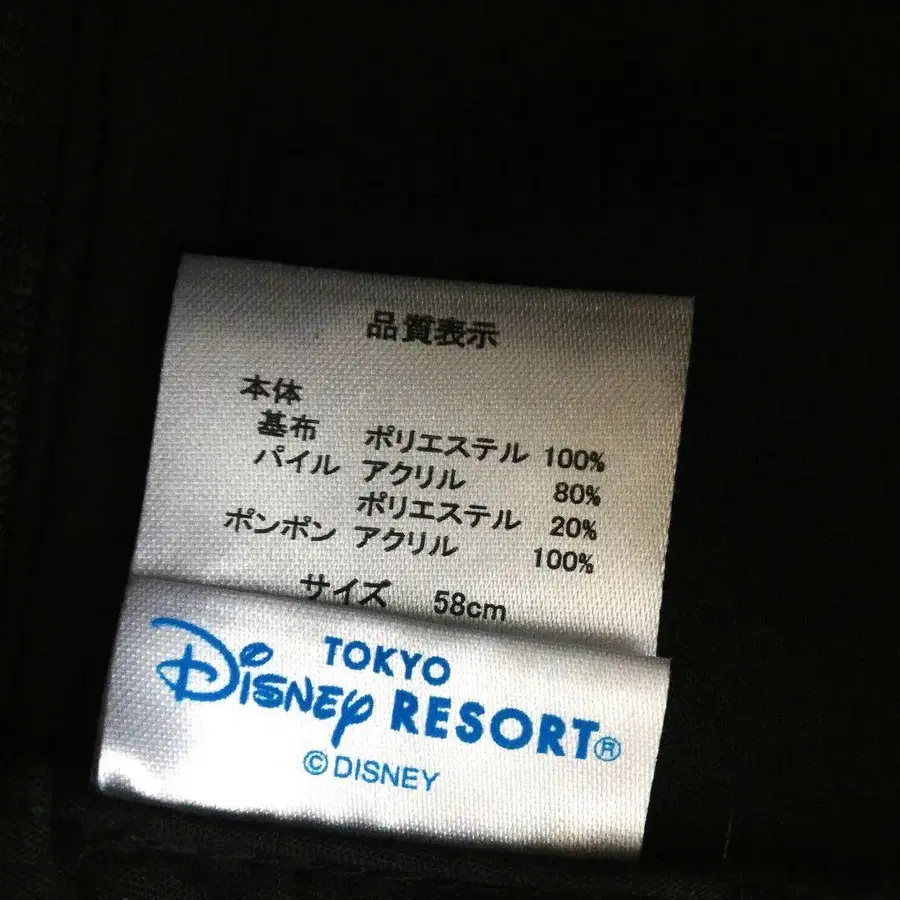 品質表示
本体
基布 ポリエステル 100%
パイル アクリル 80%
ポリエステル 20%
ポンポン アクリル 100%
サイズ 58cm
TOKYO
Disney RESORT®
©DISNEY